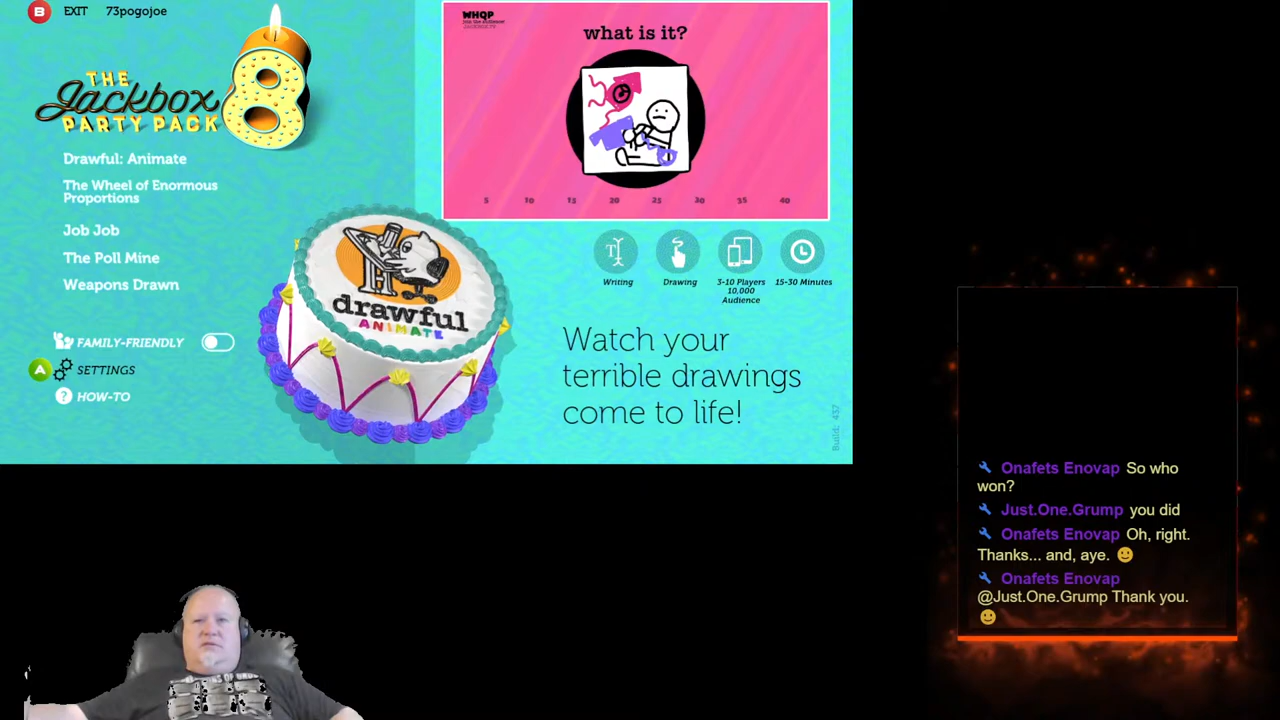 B EXIT 73pogojoe
THE
Jackbox
PARTY PACK
8
Drawful: Animate
The Wheel of Enormous
Proportions
Job Job
The Poll Mine
Weapons Drawn
FAMILY-FRIENDLY
A SETTINGS
? HOW-TO
drawful
ANIMATE
WHQP
what is it?
5 10 15 20 25 30 35 40
Writing
Drawing
3-10 Players
10,000
Audience
15-30 Minutes
Watch your
terrible drawings
come to life!
Build: 437
Onafets Enovap So who
won?
Just.One.Grump you did
Onafets Enovap Oh, right.
Thanks... and, aye.
Onafets Enovap
@Just.One.Grump Thank you.